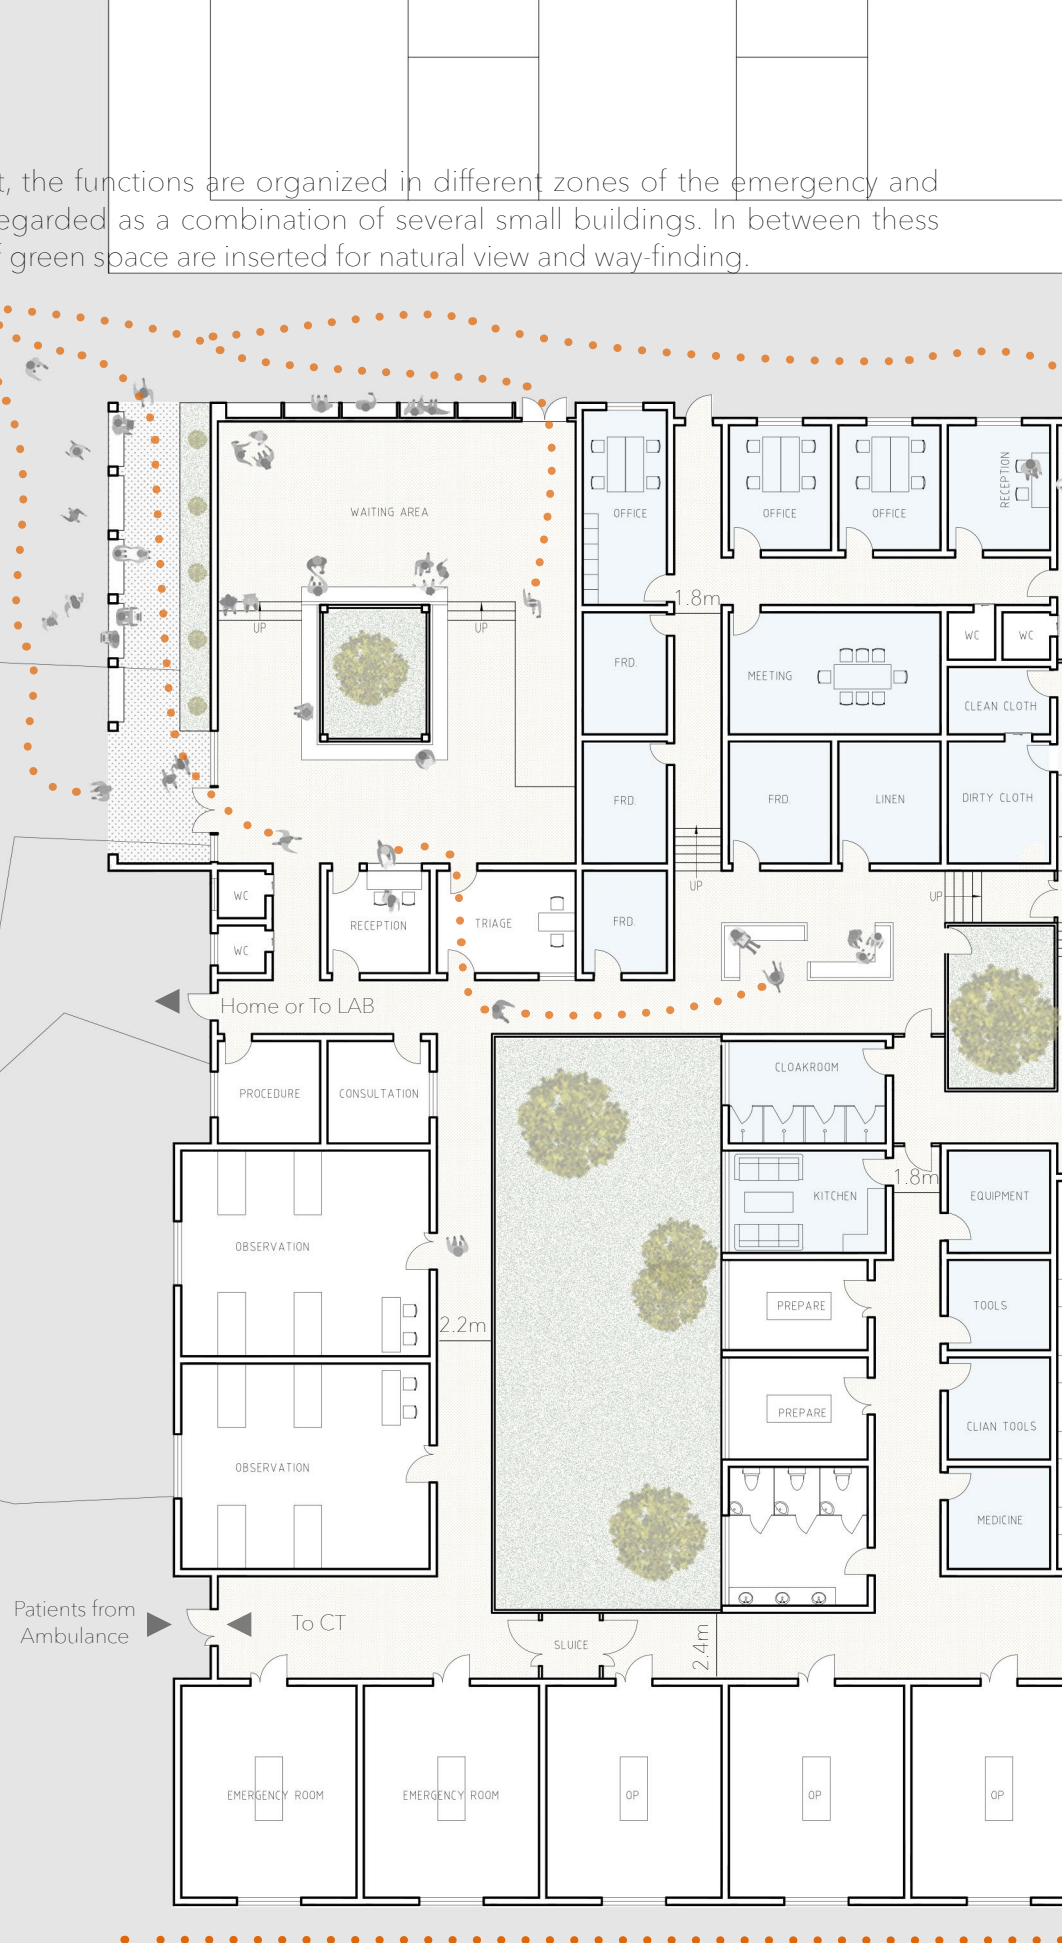 t, the functions are organized in different zones of the emergency and
egarded as a combination of several small buildings. In between thess
f green space are inserted for natural view and way-finding.
WAITING AREA
OFFICE
OFFICE
OFFICE
RECEPTION
1.8m
UP
UP
FRD.
MEETING
WC
WC
CLEAN CLOTH
FRD.
FRD.
LINEN
DIRTY CLOTH
UP
UP
WC
RECEPTION
TRIAGE
FRD.
WC
Home or To LAB
PROCEDURE
CONSULTATION
CLOAKROOM
1.8m
KITCHEN
EQUIPMENT
OBSERVATION
2.2m
PREPARE
TOOLS
PREPARE
CLIAN TOOLS
OBSERVATION
MEDICINE
Patients from
Ambulance
To CT
SLUICE
2.4m
EMERGENCY ROOM
EMERGENCY ROOM
OP
OP
OP